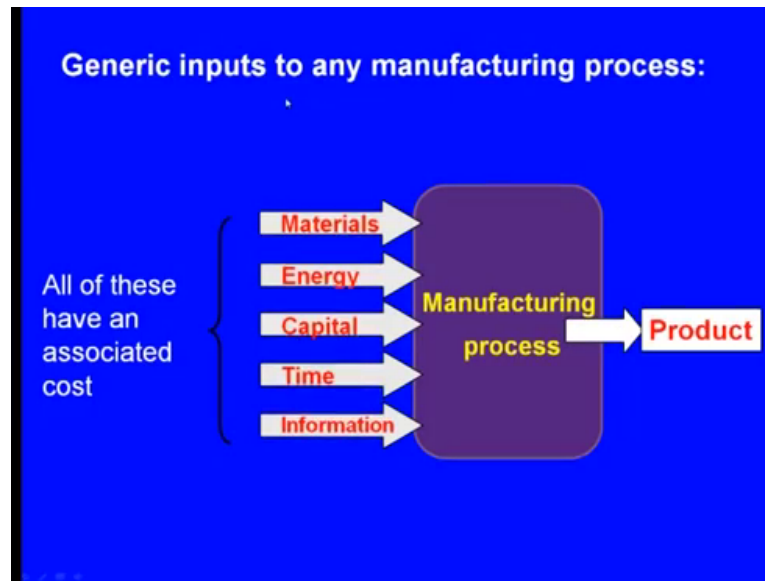 Generic inputs to any manufacturing process:
All of these
have an
associated
cost
Materials
Energy
Capital
Time
Information
Manufacturing
process
Product